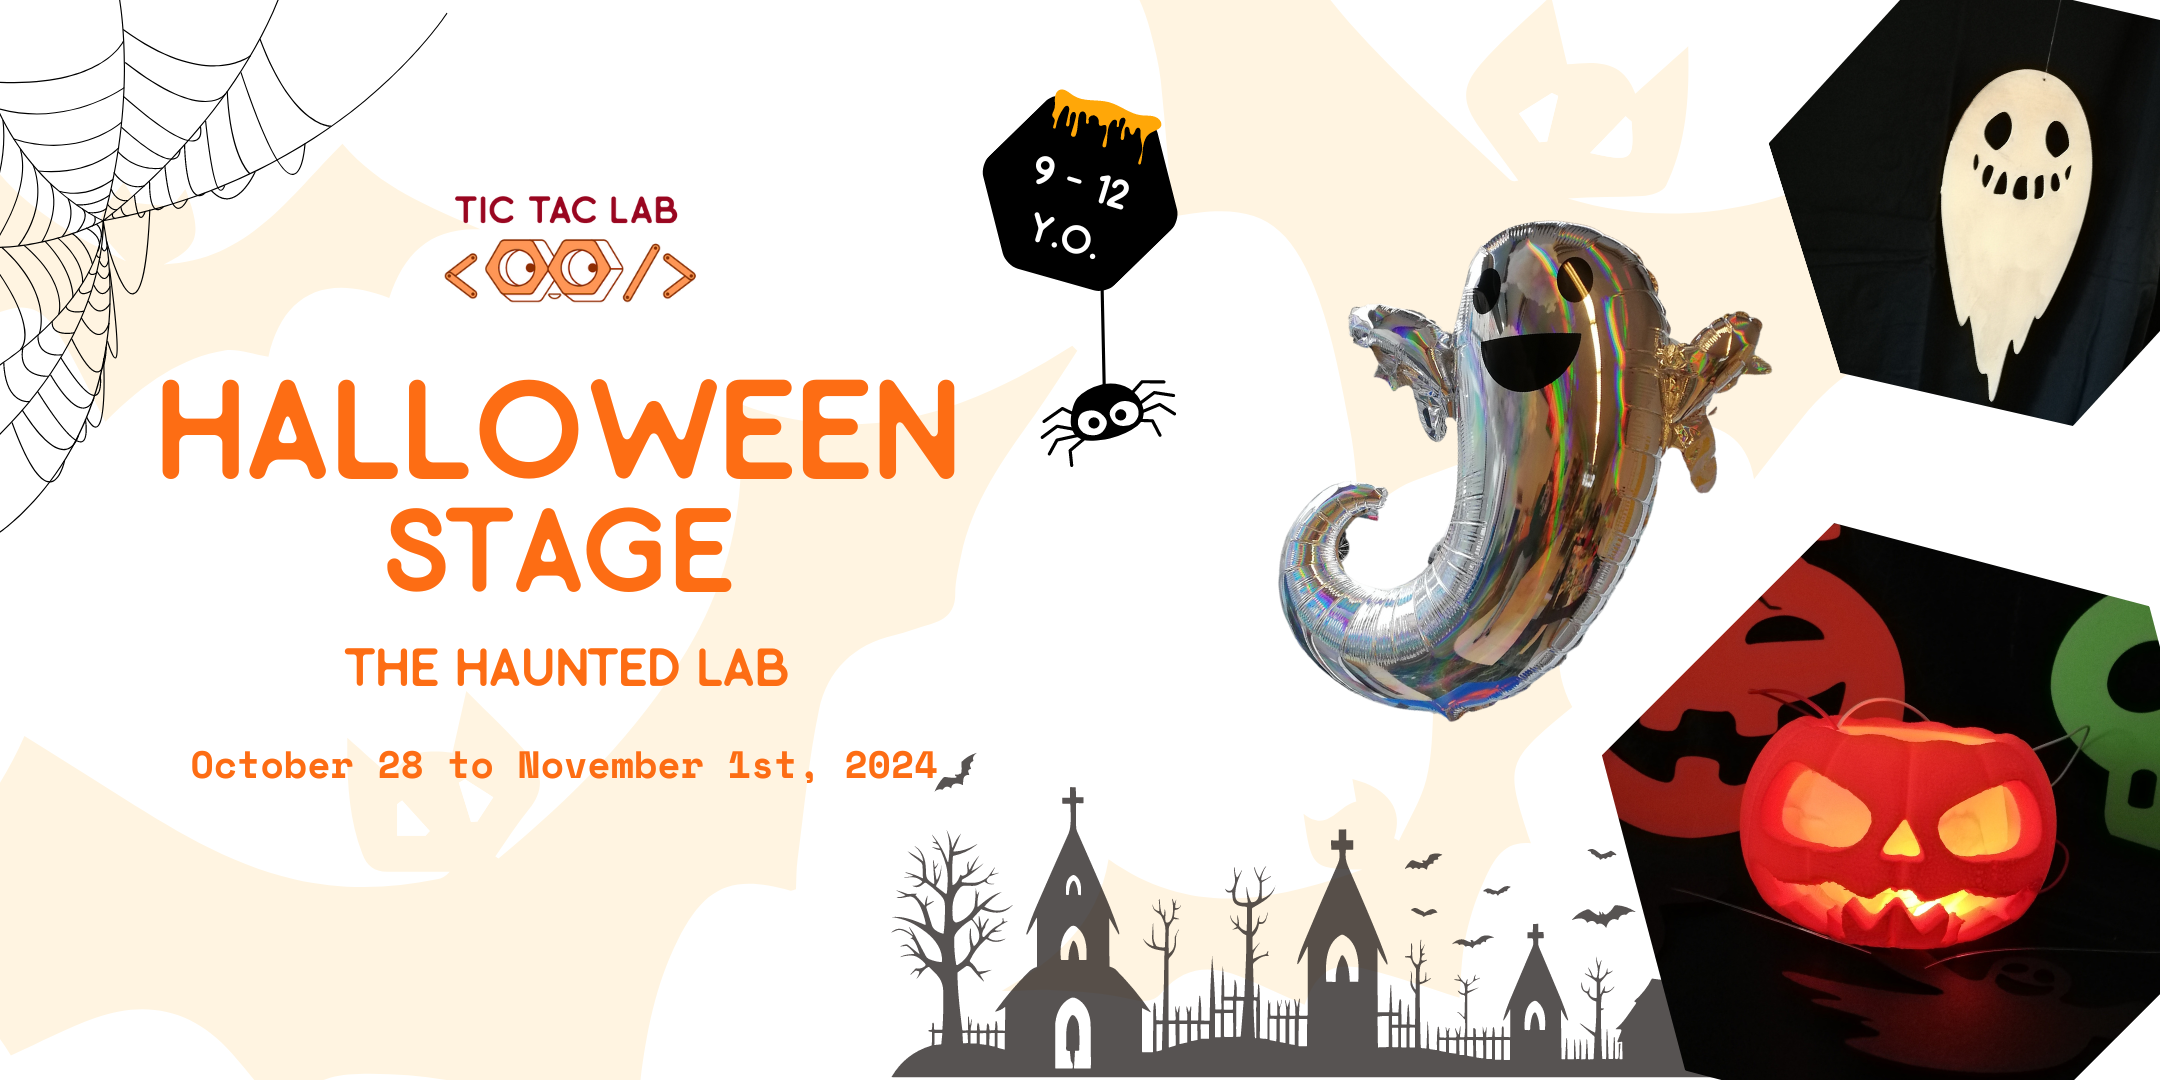 TIC TAC LAB
9 - 12
Y.O.
HALLOWEEN
STAGE
THE HAUNTED LAB
October 28 to November 1st, 2024